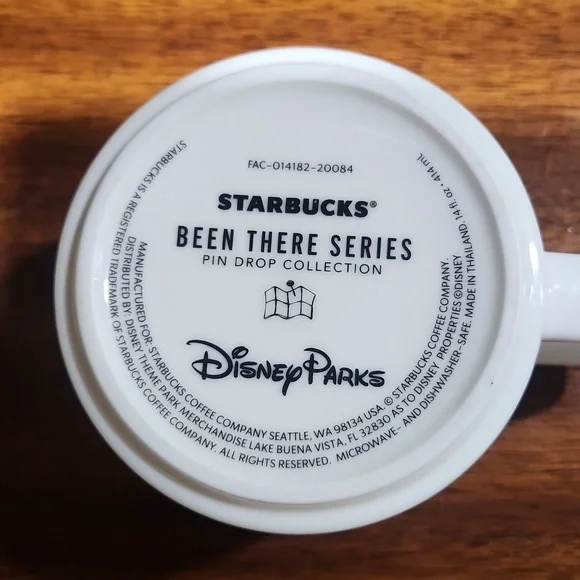 FAC-014182-20084
STARBUCKS®
BEEN THERE SERIES
PIN DROP COLLECTION
Disney Parks
MANUFACTURED FOR: STARBUCKS COFFEE COMPANY SEATTLE, WA 98134 USA. © STARBUCKS COFFEE COMPANY.
DISTRIBUTED BY: DISNEY THEME PARK MERCHANDISE LAKE BUENA VISTA, FL 32830 AS TO DISNEY PROPERTIES ©DISNEY
STARBUCKS IS A REGISTERED TRADEMARK OF STARBUCKS COFFEE COMPANY. ALL RIGHTS RESERVED. MICROWAVE- AND DISHWASHER-SAFE. MADE IN THAILAND. 14 fl. oz • 414 mL